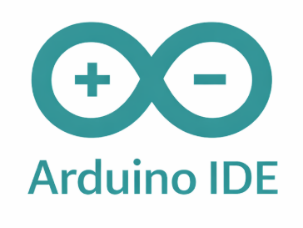 + -
Arduino IDE